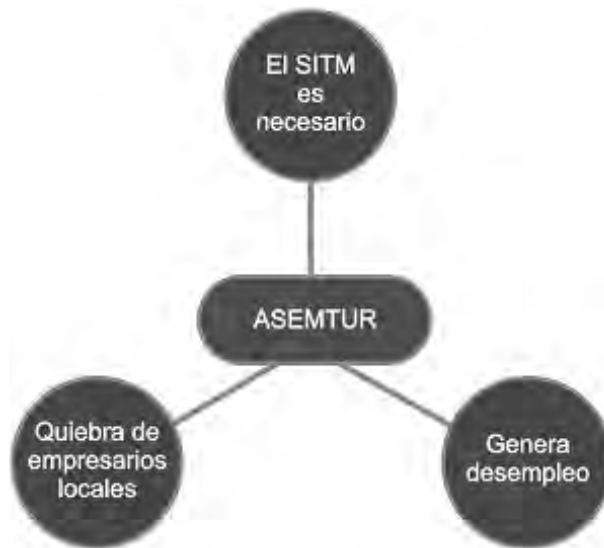 El SITM
es
necesario
ASEMTUR
Quiebra de
empresarios
locales
Genera
desempleo